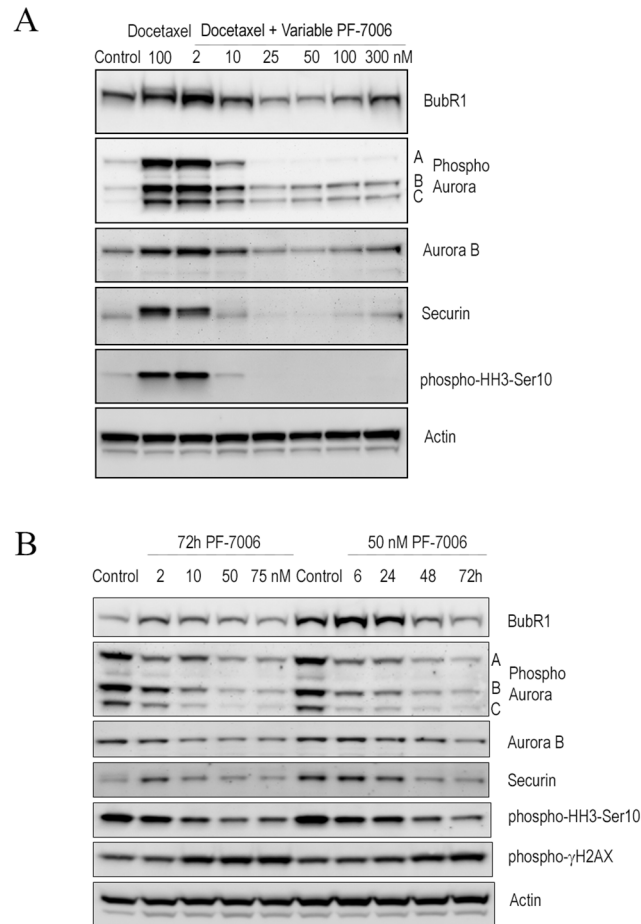 A
Docetaxel Docetaxel + Variable PF-7006
Control 100 2 10 25 50 100 300 nM
BubR1
A
Phospho
B
Aurora
C
Aurora B
Securin
phospho-HH3-Ser10
Actin
B
72h PF-7006 50 nM PF-7006
Control 2 10 50 75 nM Control 6 24 48 72h
BubR1
A
Phospho
B
Aurora
C
Aurora B
Securin
phospho-HH3-Ser10
phospho-γH2AX
Actin